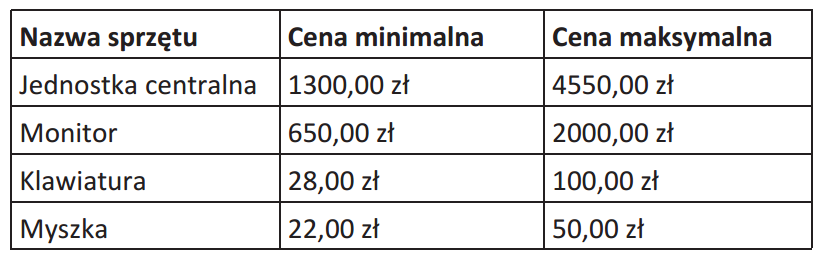 Nazwa sprzętu Cena minimalna Cena maksymalna
Jednostka centralna 1300,00 zł 4550,00 zł
Monitor 650,00 zł 2000,00 zł
Klawiatura 28,00 zł 100,00 zł
Myszka 22,00 zł 50,00 zł